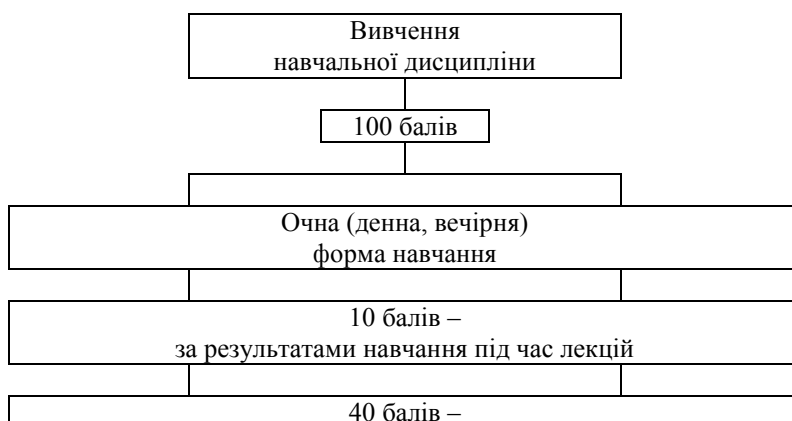 Вивчення
навчальної дисципліни
100 балів
Очна (денна, вечірня)
форма навчання
10 балів –
за результатами навчання під час лекцій
40 балів –